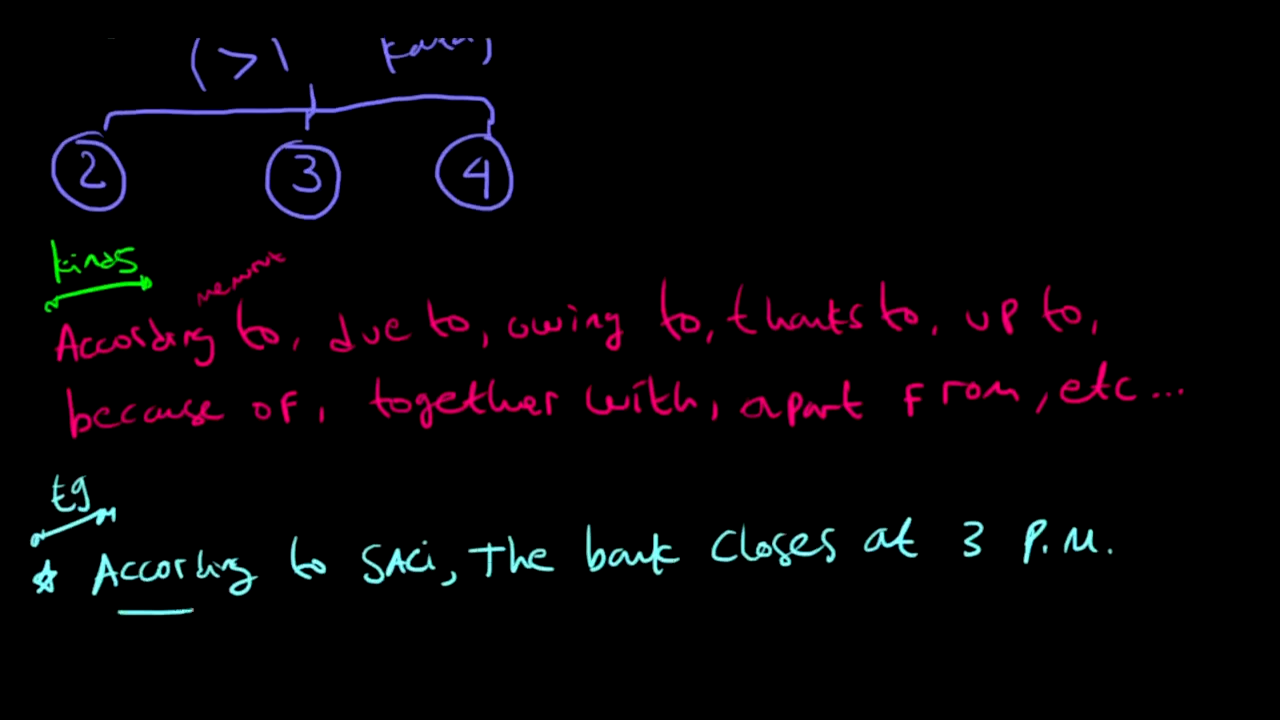 (>1
2 3 4
kinds
According to, due to, owing to, thanks to, up to,
because of, together with, apart from, etc...
Eg
* According to SACi, The bank closes at 3 P.M.